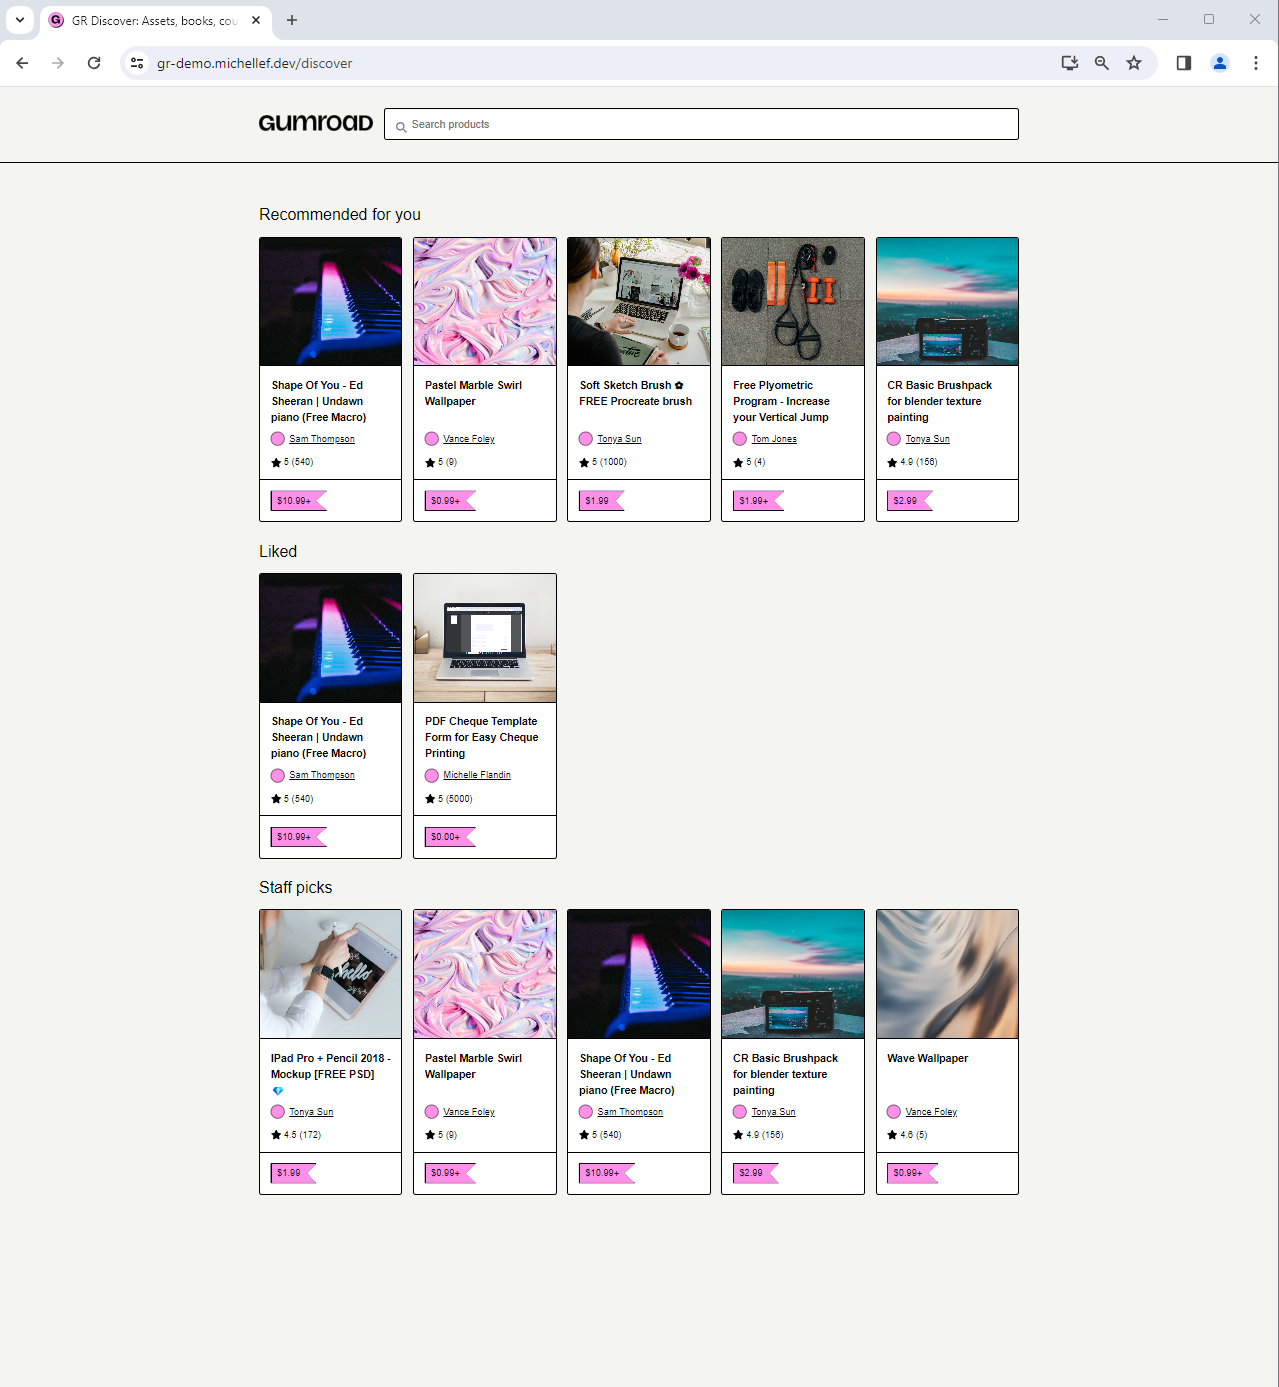 GR Discover: Assets, books, cou
gr-demo.michellef.dev/discover
GUMROAD
Search products
Recommended for you
Shape Of You - Ed
Sheeran | Undawn
piano (Free Macro)
Sam Thompson
5 (540)
$10.99+
Pastel Marble Swirl
Wallpaper
Vance Foley
5 (9)
$0.99+
Soft Sketch Brush ✿
FREE Procreate brush
Tonya Sun
5 (1000)
$1.99
Free Plyometric
Program - Increase
your Vertical Jump
Tom Jones
5 (4)
$1.99+
CR Basic Brushpack
for blender texture
painting
Tonya Sun
4.9 (156)
$2.99
Liked
Shape Of You - Ed
Sheeran | Undawn
piano (Free Macro)
Sam Thompson
5 (540)
$10.99+
PDF Cheque Template
Form for Easy Cheque
Printing
Michelle Flandin
5 (5000)
$0.00+
Staff picks
hello
IPad Pro + Pencil 2018 -
Mockup [FREE PSD]
💎
Tonya Sun
4.5 (172)
$1.99
Pastel Marble Swirl
Wallpaper
Vance Foley
5 (9)
$0.99+
Shape Of You - Ed
Sheeran | Undawn
piano (Free Macro)
Sam Thompson
5 (540)
$10.99+
CR Basic Brushpack
for blender texture
painting
Tonya Sun
4.9 (156)
$2.99
Wave Wallpaper
Vance Foley
4.6 (5)
$0.99+